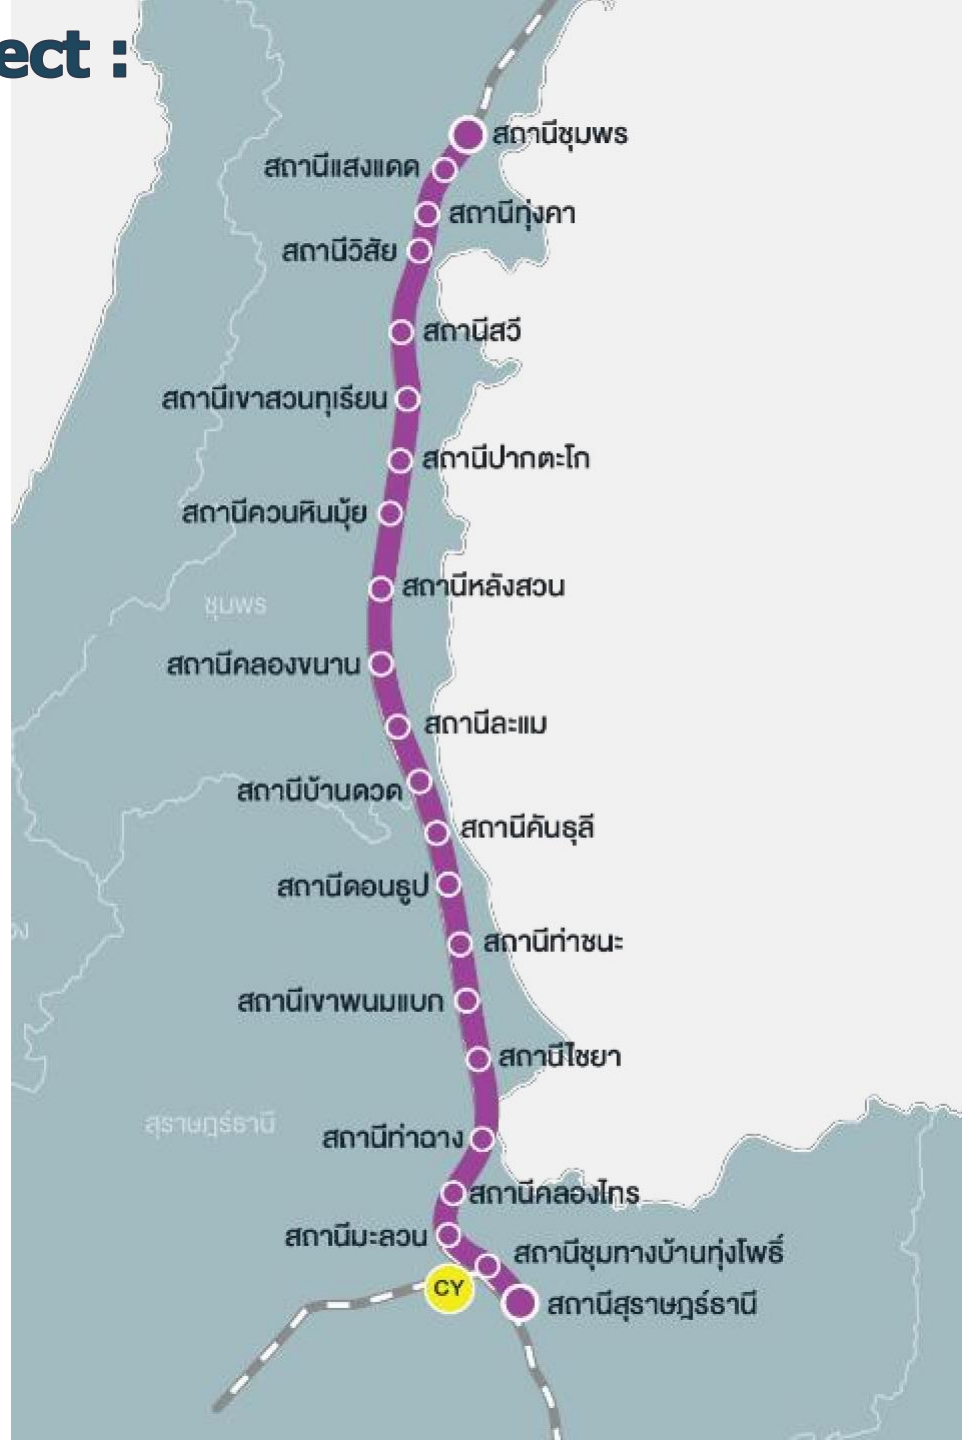 ect :
สถานีชุมพร
สถานีแสงแดด
สถานีทุ่งคา
สถานีวิสัย
สถานีสวี
สถานีเขาสวนทุเรียน
สถานีปากตะโก
สถานีควนหินมุ้ย
สถานีหลังสวน
ชุมพร
สถานีคลองขนาน
สถานีละแม
สถานีบ้านดวด
สถานีคันธุลี
สถานีดอนธูป
ง
สถานีท่าชนะ
สถานีเขาพนมแบก
สถานีไชยา
สุราษฎร์ธานี
สถานีท่าฉาง
สถานีคลองไทร
สถานีมะลวน
สถานีชุมทางบ้านทุ่งโพธิ์
CY
สถานีสุราษฎร์ธานี